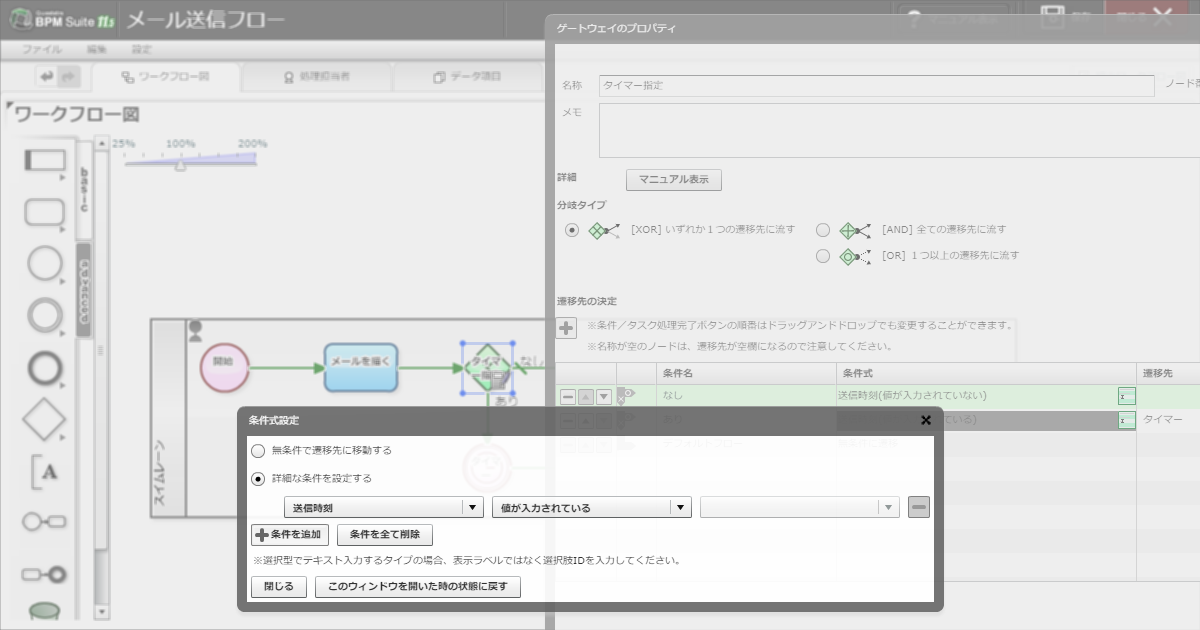 BPM Suite 11s メール送信フロー
ファイル 編集 設定
ワークフロー図 処理担当者 データ項目
ワークフロー図
25% 100% 200%
basic
advanced
スイムレーン
開始
メールを描く
タイマ
なし
あり
A
ゲートウェイのプロパティ
名称 タイマー指定
メモ
詳細 マニュアル表示
分岐タイプ
[XOR] いずれか１つの遷移先に流す [AND] 全ての遷移先に流す
[OR] １つ以上の遷移先に流す
遷移先の決定
※条件／タスク処理完了ボタンの順番はドラッグアンドドロップでも変更することができます。
※名称が空のノードは、遷移先が空欄になるので注意してください。
条件名 条件式 遷移先
なし 送信時刻(値が入力されていない)
タイマー
条件式設定
無条件で遷移先に移動する
詳細な条件を設定する
送信時刻 値が入力されている
条件を追加 条件を全て削除
※選択型でテキスト入力するタイプの場合、表示ラベルではなく選択肢IDを入力してください。
閉じる このウィンドウを開いた時の状態に戻す